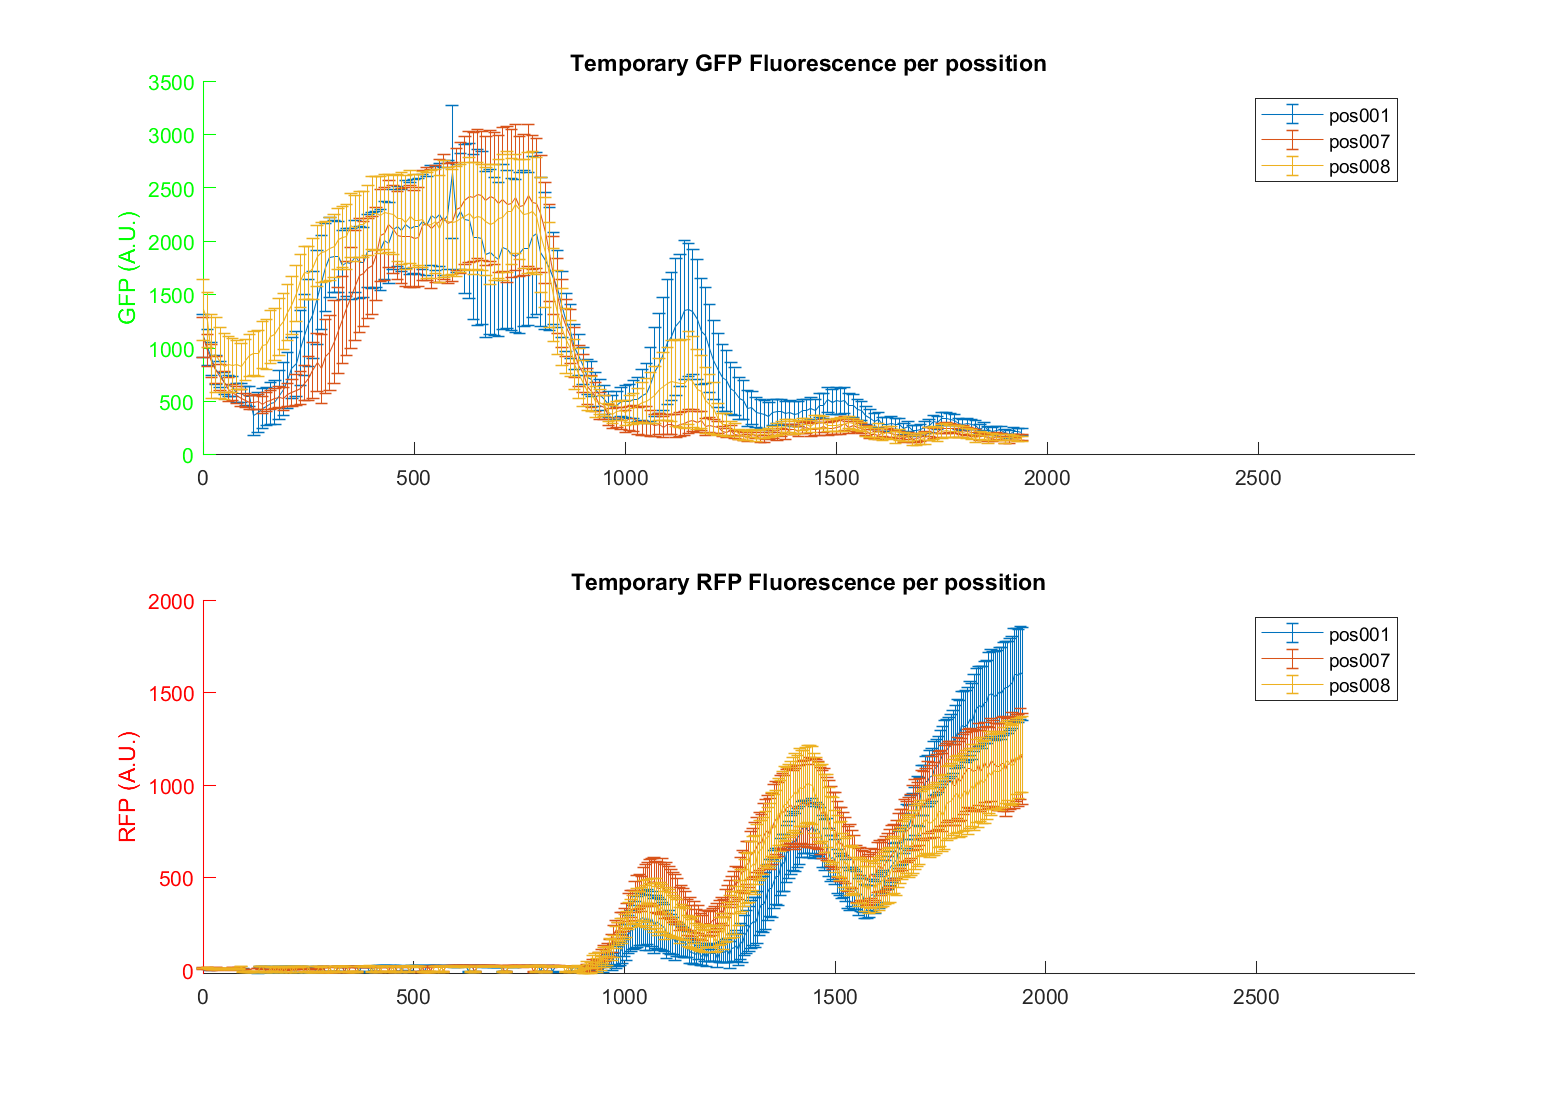 Temporary GFP Fluorescence per possition
GFP (A.U.)
3500
3000
2500
2000
1500
1000
500
0
0 500 1000 1500 2000 2500
pos001
pos007
pos008
Temporary RFP Fluorescence per possition
RFP (A.U.)
2000
1500
1000
500
0
0 500 1000 1500 2000 2500
pos001
pos007
pos008